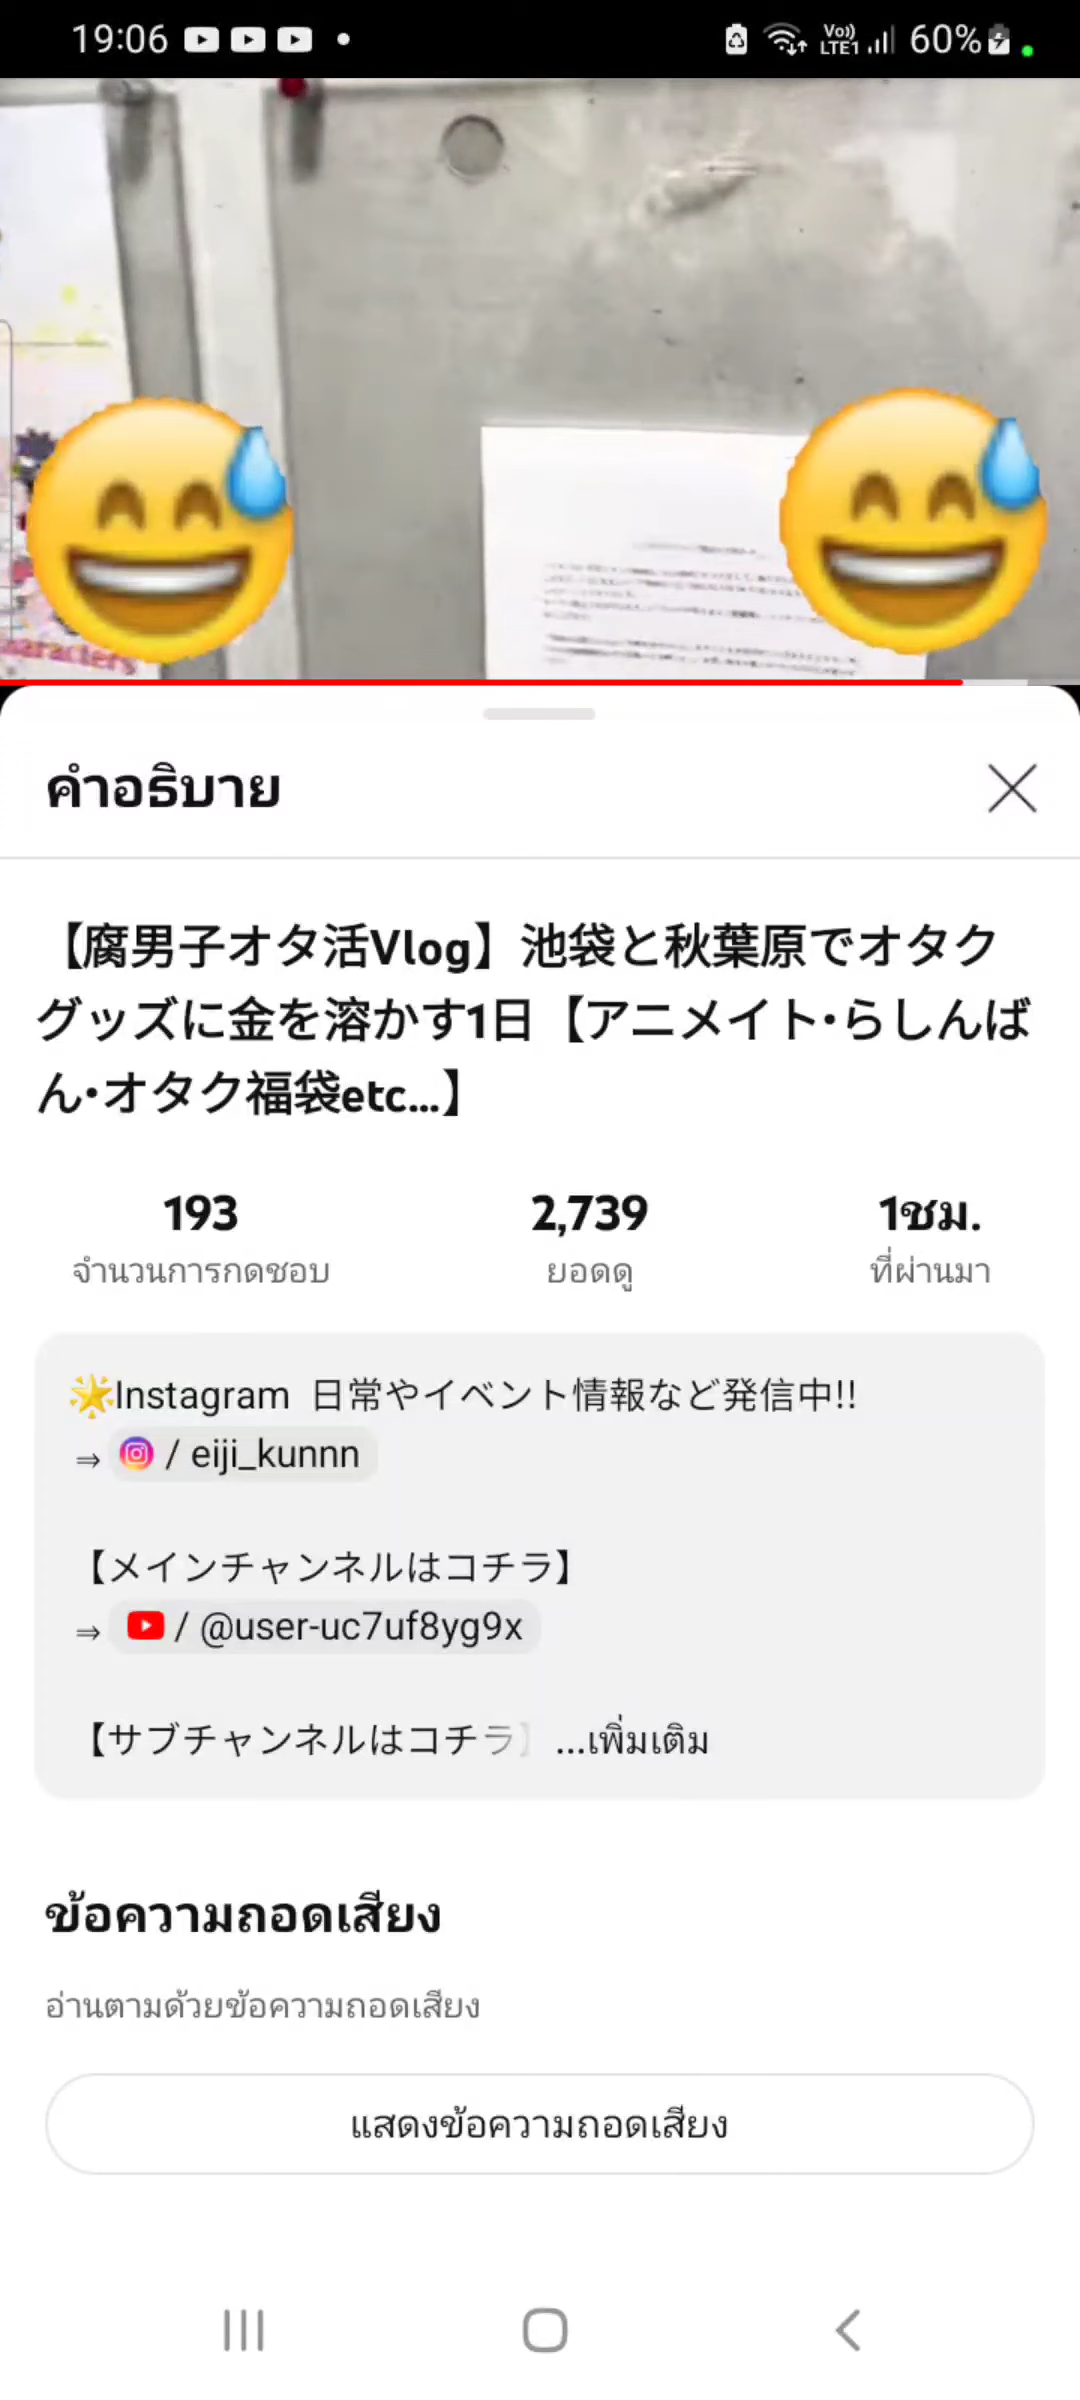 19:06
Vo))
LTE1
60%
aracters
คำอธิบาย
【腐男子オタ活Vlog】池袋と秋葉原でオタク
グッズに金を溶かす1日【アニメイト・らしんば
ん・オタク福袋etc...】
193
2,739
1ชม.
จำนวนการกดชอบ
ยอดดู
ที่ผ่านมา
🌟Instagram 日常やイベント情報など発信中!!
⇒ / eiji_kunnn
【メインチャンネルはコチラ】
⇒ / @user-uc7uf8yg9x
【サブチャンネルはコチラ】 ...เพิ่มเติม
ข้อความถอดเสียง
อ่านตามด้วยข้อความถอดเสียง
แสดงข้อความถอดเสียง